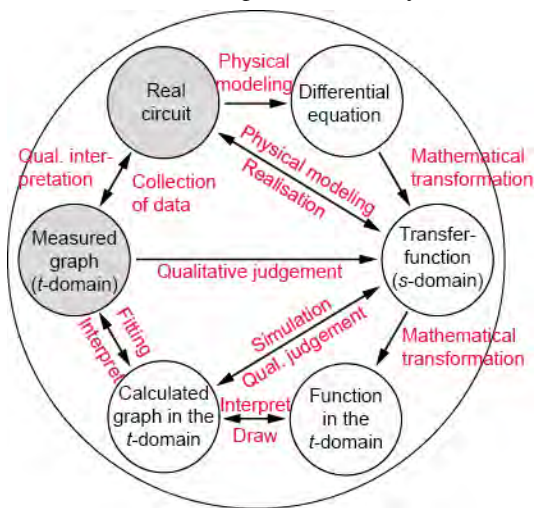 Physical
modeling
Real
circuit
Differential
equation
Physical modeling
Realisation
Qual. inter-
pretation
Collection
of data
Mathematical
transformation
Measured
graph
(t-domain)
Qualitative judgement
Transfer-
function
(s-domain)
Fitting
Interpret
Simulation
Qual. judgement
Mathematical
transformation
Calculated
graph in the
t-domain
Interpret
Draw
Function
in the
t-domain